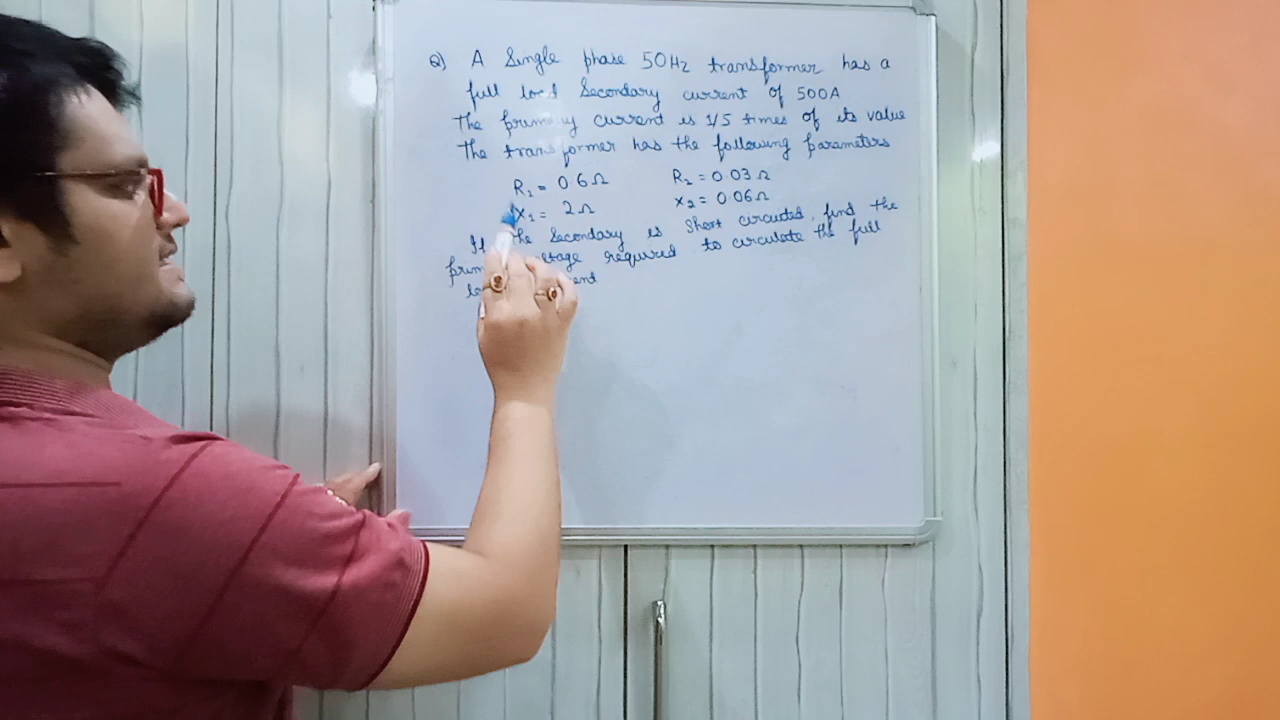 Q) A Single phase 50Hz transformer has a
full load Secondary current of 500A
The primary current is 1/5 times of its value
The transformer has the following parameters
R1 = 0.6Ω R2 = 0.03Ω
X1 = 2Ω X2 = 0.06Ω
If the Secondary is Short circuited, find the
required to circulate the full